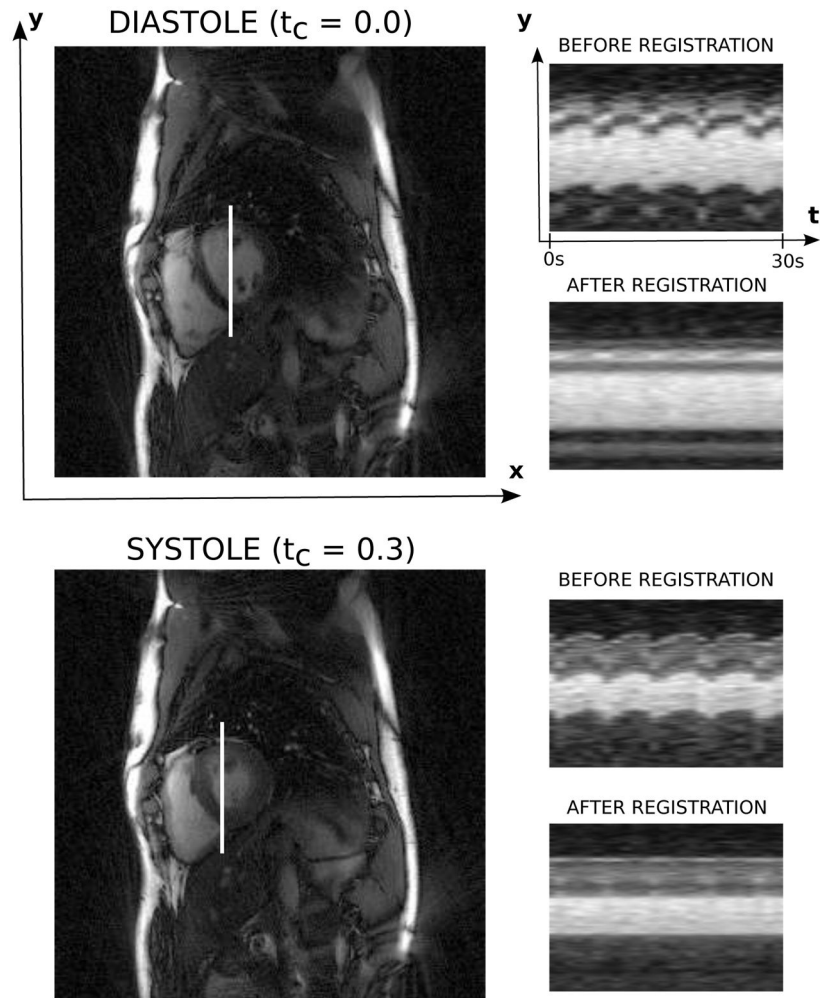 y
DIASTOLE (tC = 0.0)
x
y
BEFORE REGISTRATION
t
0s
30s
AFTER REGISTRATION
SYSTOLE (tC = 0.3)
BEFORE REGISTRATION
AFTER REGISTRATION